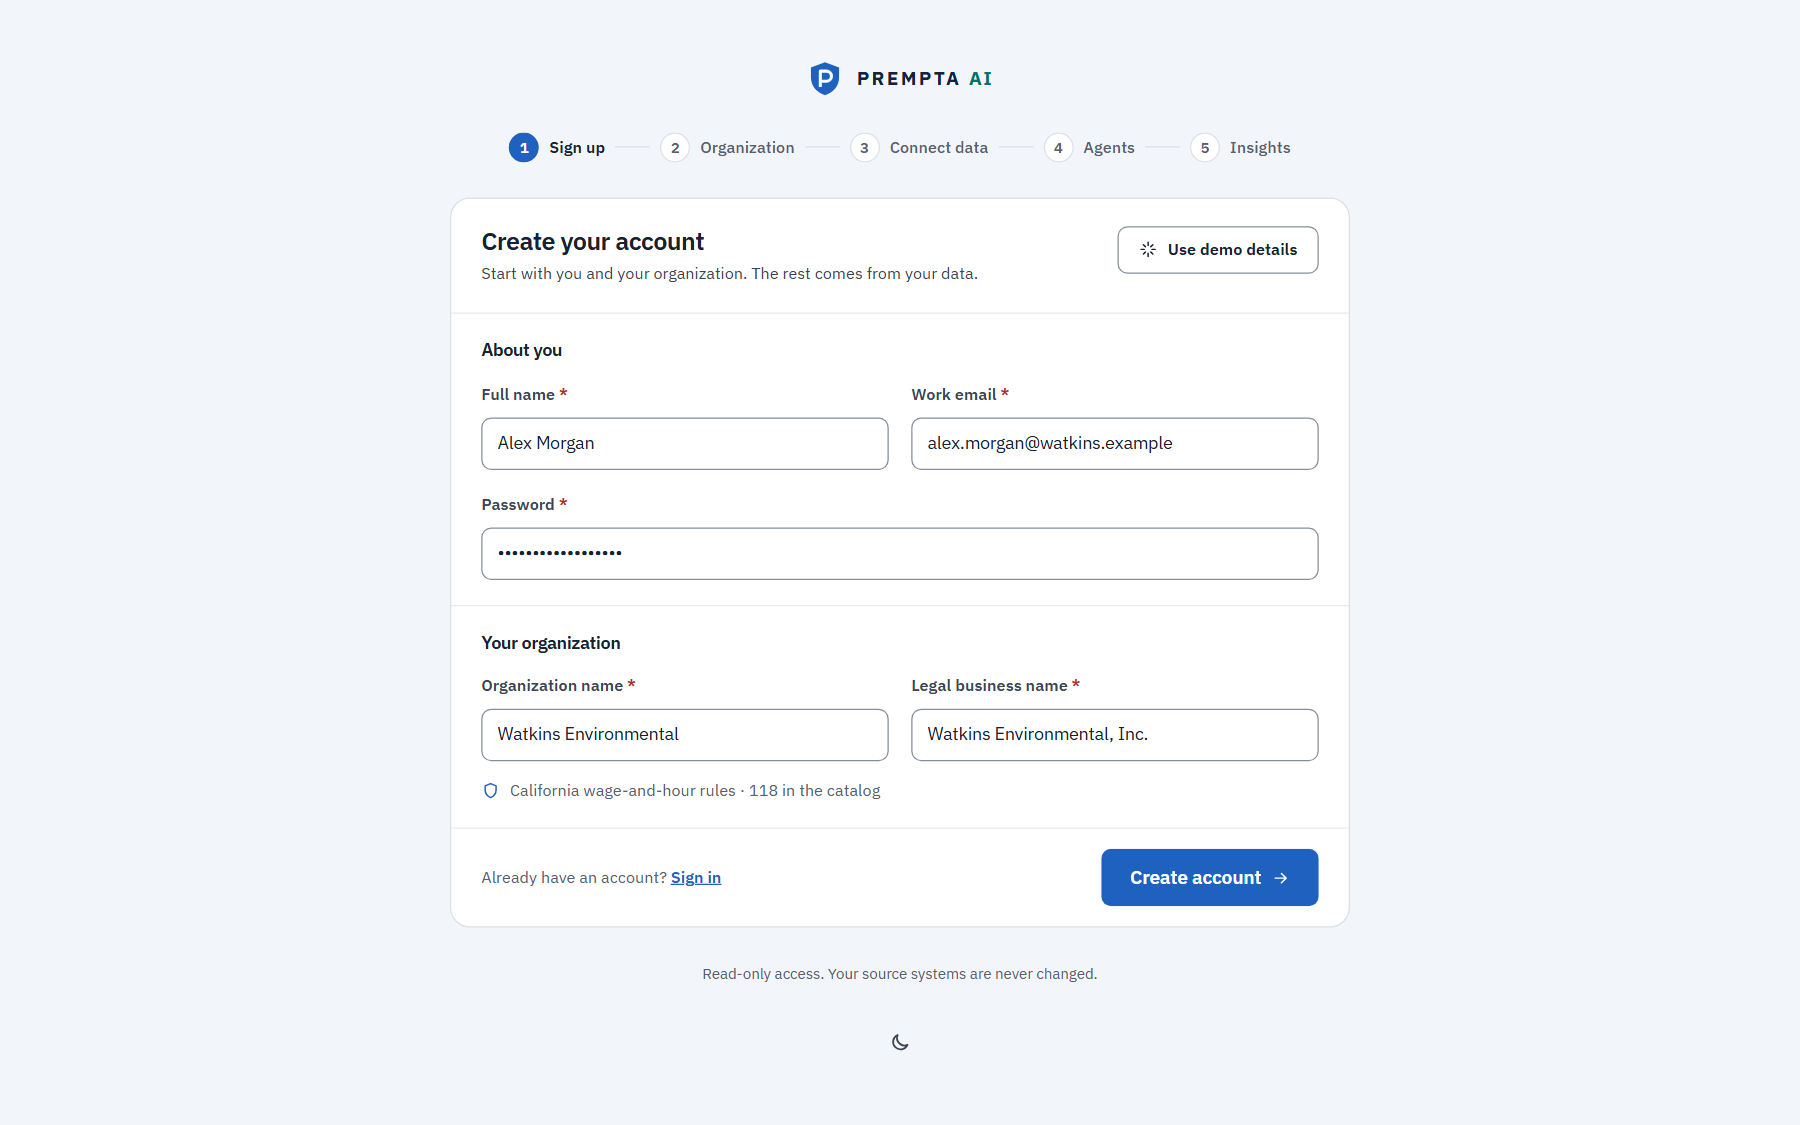 P PREMPTA AI
1 Sign up 2 Organization 3 Connect data 4 Agents 5 Insights
Create your account
Use demo details
Start with you and your organization. The rest comes from your data.
About you
Full name * Work email *
Alex Morgan alex.morgan@watkins.example
Password *
••••••••••••••••••
Your organization
Organization name * Legal business name *
Watkins Environmental Watkins Environmental, Inc.
California wage-and-hour rules · 118 in the catalog
Already have an account? Sign in Create account →
Read-only access. Your source systems are never changed.